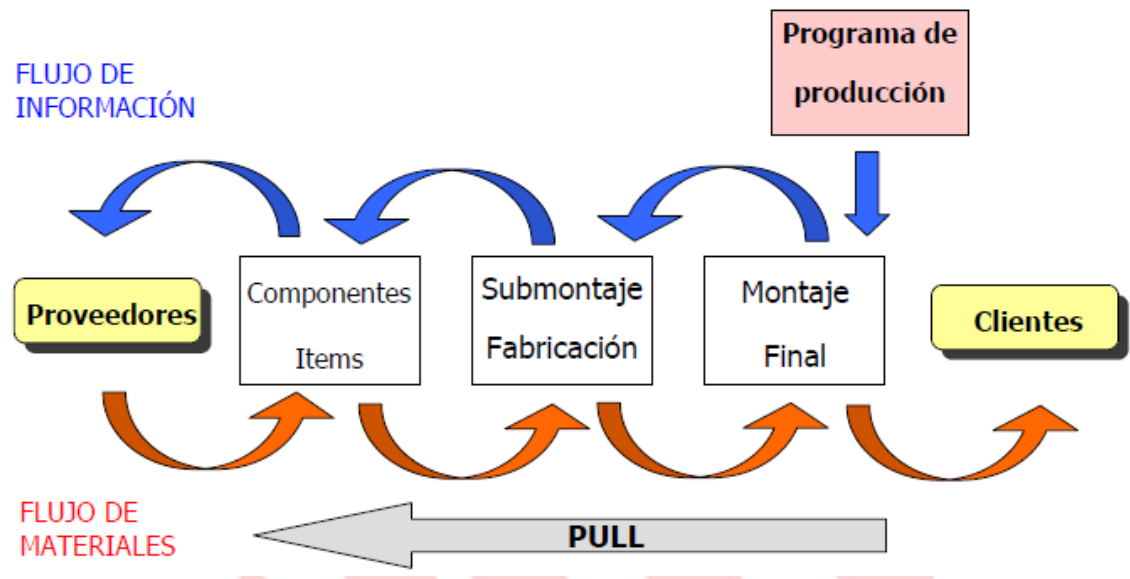 Programa de
producción
FLUJO DE
INFORMACIÓN
Proveedores
Componentes
Items
Submontaje
Fabricación
Montaje
Final
Clientes
FLUJO DE
MATERIALES
PULL